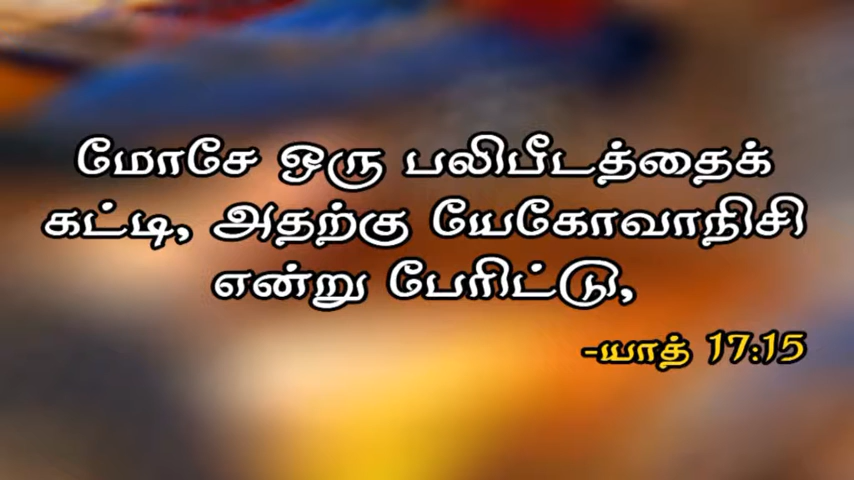 மோசே ஒரு பலிபீடத்தைக்
கட்டி, அதற்கு யேகோவாநிசி
என்று பேரிட்டு,
-யாத் 17:15